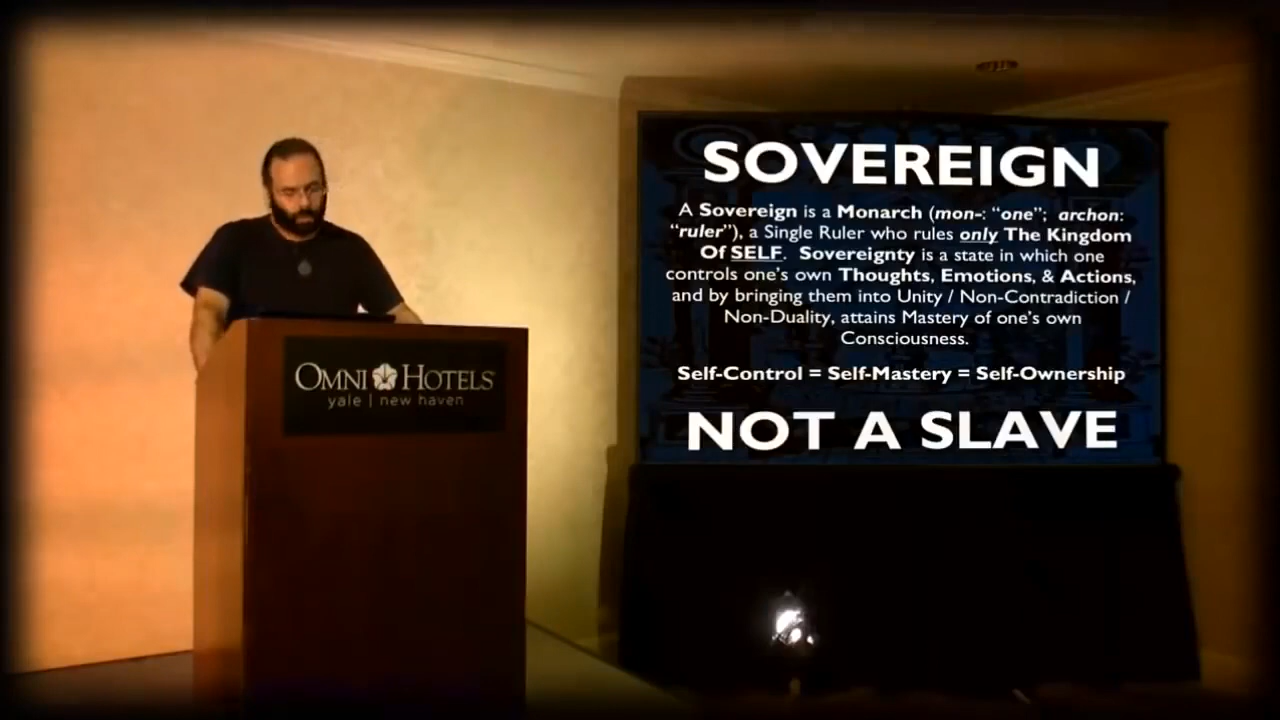 SOVEREIGN
A Sovereign is a Monarch (mon-: “one”; archon:
“ruler”), a Single Ruler who rules only The Kingdom
Of SELF. Sovereignty is a state in which one
controls one’s own Thoughts, Emotions, & Actions,
and by bringing them into Unity / Non-Contradiction /
Non-Duality, attains Mastery of one’s own
Consciousness.
Self-Control = Self-Mastery = Self-Ownership
NOT A SLAVE
OMNI HOTELS
yale | new haven